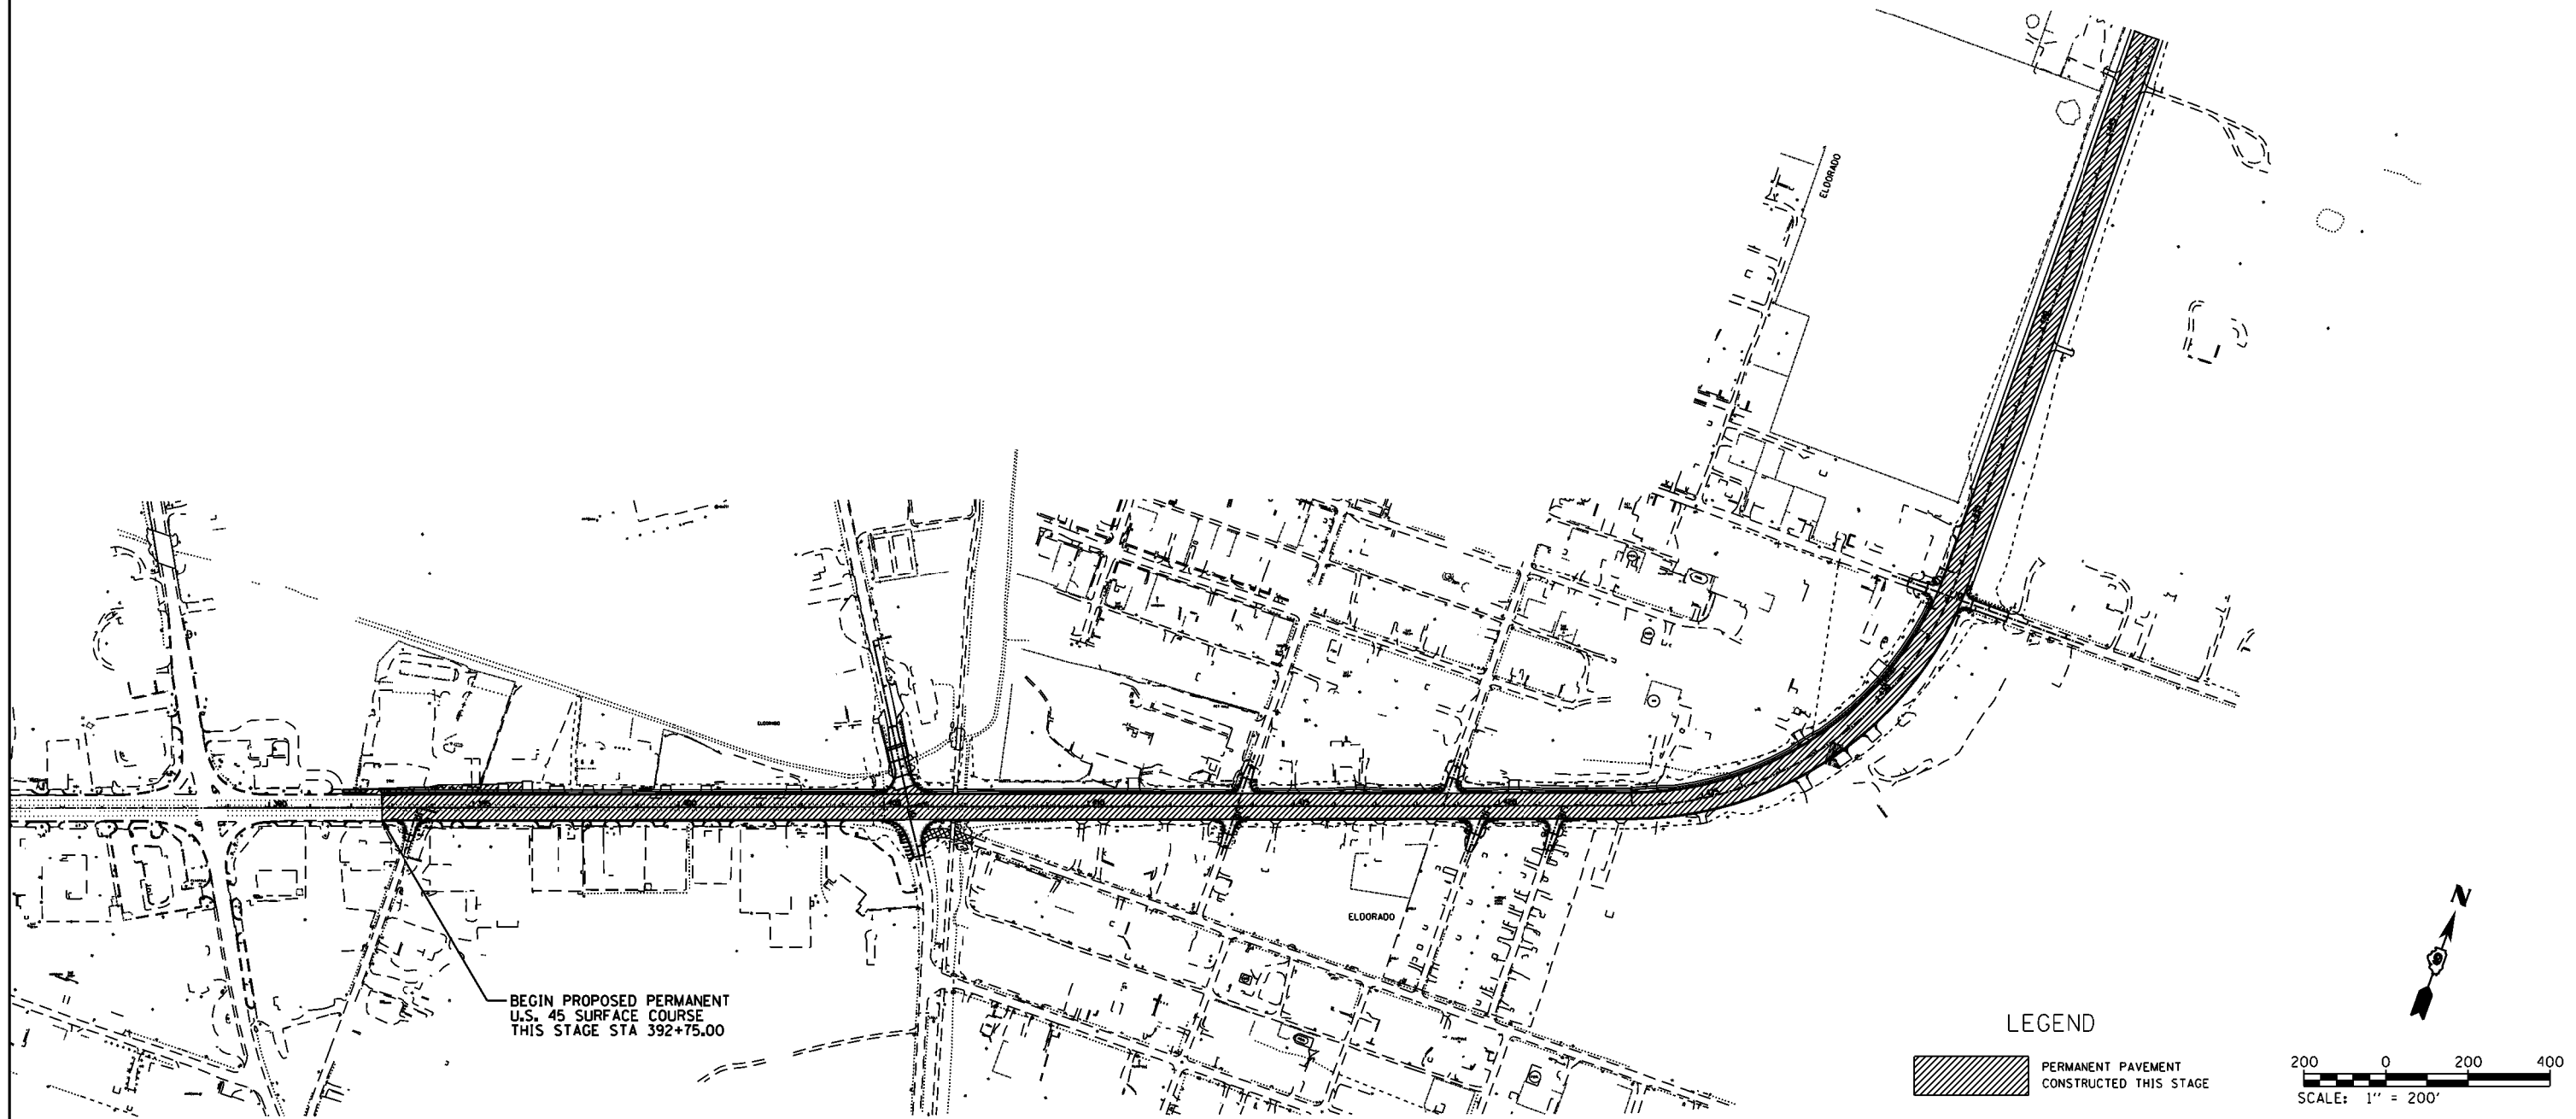 ELDORADO
ELDORADO
ELDORADO
BEGIN PROPOSED PERMANENT
U.S. 45 SURFACE COURSE
THIS STAGE STA 392+75.00
N
LEGEND
PERMANENT PAVEMENT
CONSTRUCTED THIS STAGE
200 0 200 400
SCALE: 1'' = 200'